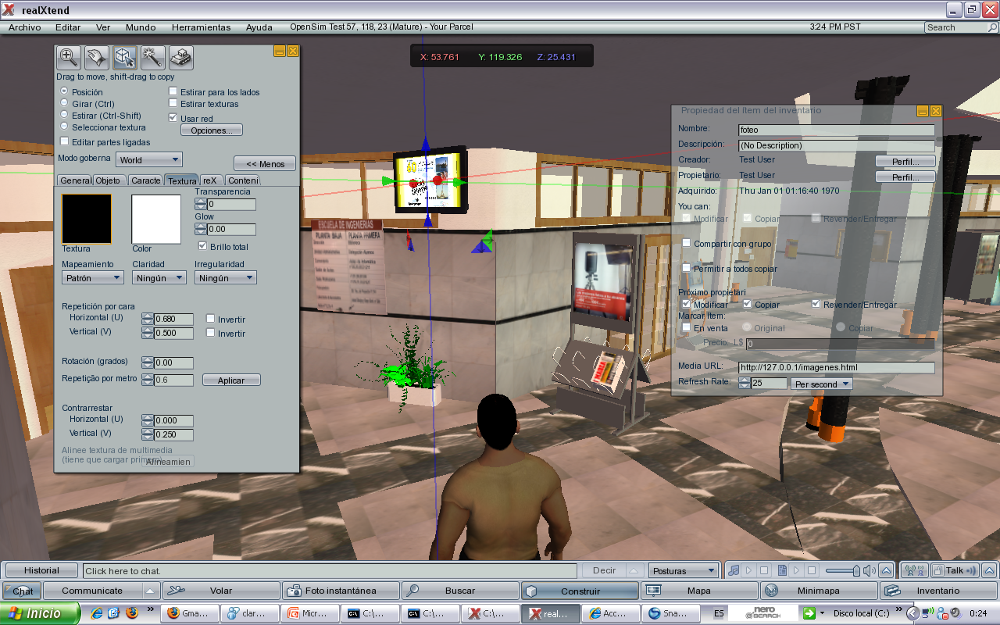 realXtend
Archivo Editar Ver Mundo Herramientas Ayuda OpenSim Test 57, 118, 23 (Mature) - Your Parcel 3:24 PM PST Search
X: 53.761 Y: 119.326 Z: 25.431
Drag to move, shift-drag to copy
Posición
Girar (Ctrl)
Estirar (Ctrl-Shift)
Seleccionar textura
Editar partes ligadas
Estirar para los lados
Estirar texturas
Usar red
Opciones...
Modo goberna World
<< Menos
General Objeto Caracte Textura reX Conteni
Textura
Color
Transparencia
0
Glow
0.00
Brillo total
Mapeamiento Claridad Irregularidad
Patrón Ningún Ningún
Repetición por cara
Horizontal (U) 0.680 Invertir
Vertical (V) 0.500 Invertir
Rotación (grados) 0.00
Repetição por metro 0.6 Aplicar
Contrarrestar
Horizontal (U) 0.000
Vertical (V) 0.250
Alinee textura de multimedia
(tiene que cargar primero) Alineamien
ESCUELA DE INGENIERIAS
PLANTA BAJA PLANTA PRIMERA
Propiedad del ítem del inventario
Nombre: foteo
Descripción: (No Description)
Creador: Test User Perfil...
Propietario: Test User Perfil...
Adquirido: Thu Jan 01 01:16:40 1970
You can:
Modificar Copiar Revender/Entregar
Compartir con grupo
Permitir a todos copiar
Próximo propietari
Modificar Copiar Revender/Entregar
Marcar ítem:
En venta Original Copiar
Precio: L$ 0
Media URL: http://127.0.0.1/imagenes.html
Refresh Rate: 25 Per second
Historial Click here to chat. Decir Posturas Talk
Chat Communicate Volar Foto instantánea Buscar Construir Mapa Minimapa Inventario
Inicio » Gma... clar... Micr... C:\... C:\... C:\... real... Acc... Sna... ES nero SEARCH Disco local (C:) » 0:24